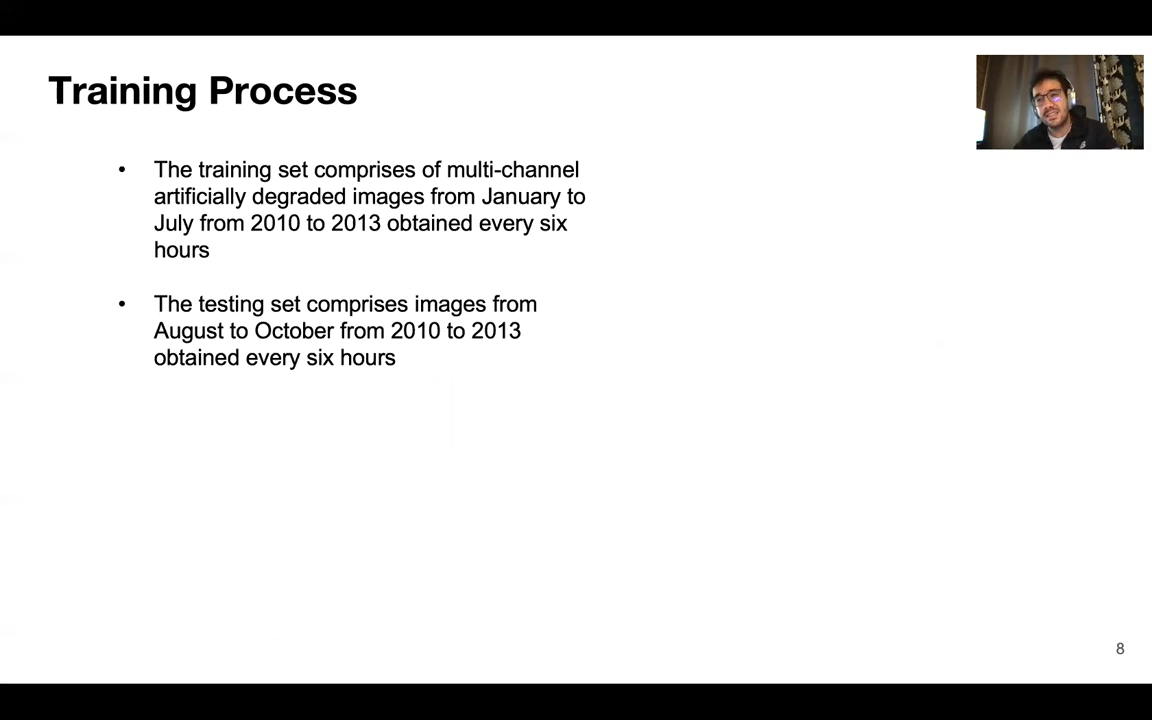 Training Process
• The training set comprises of multi-channel
artificially degraded images from January to
July from 2010 to 2013 obtained every six
hours
• The testing set comprises images from
August to October from 2010 to 2013
obtained every six hours
8